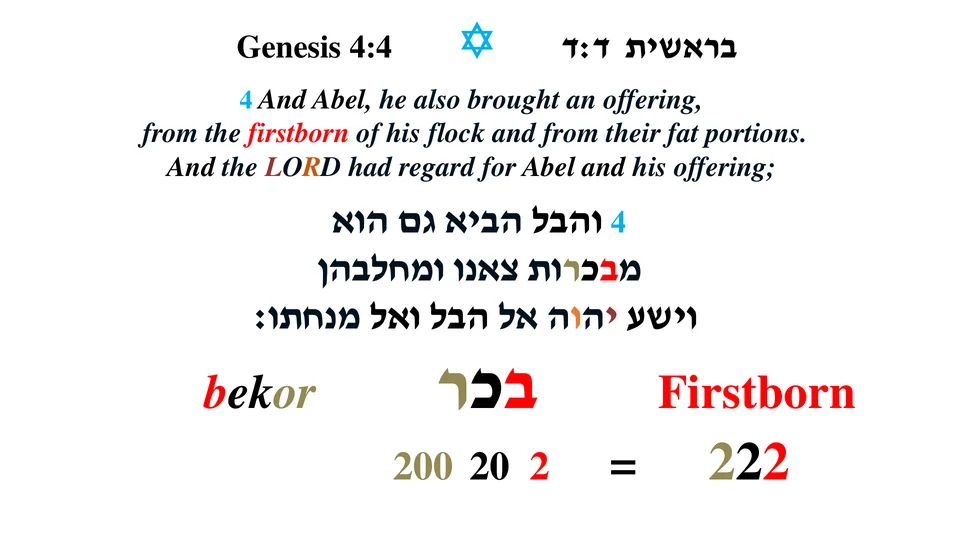 Genesis 4:4 ✡ בראשית ד:ד
4 And Abel, he also brought an offering,
from the firstborn of his flock and from their fat portions.
And the LORD had regard for Abel and his offering;
4 והבל הביא גם הוא
מבכרות צאנו ומחלבהן
וישע יהוה אל הבל ואל מנחתו:
bekor בכר Firstborn
200 20 2 = 222